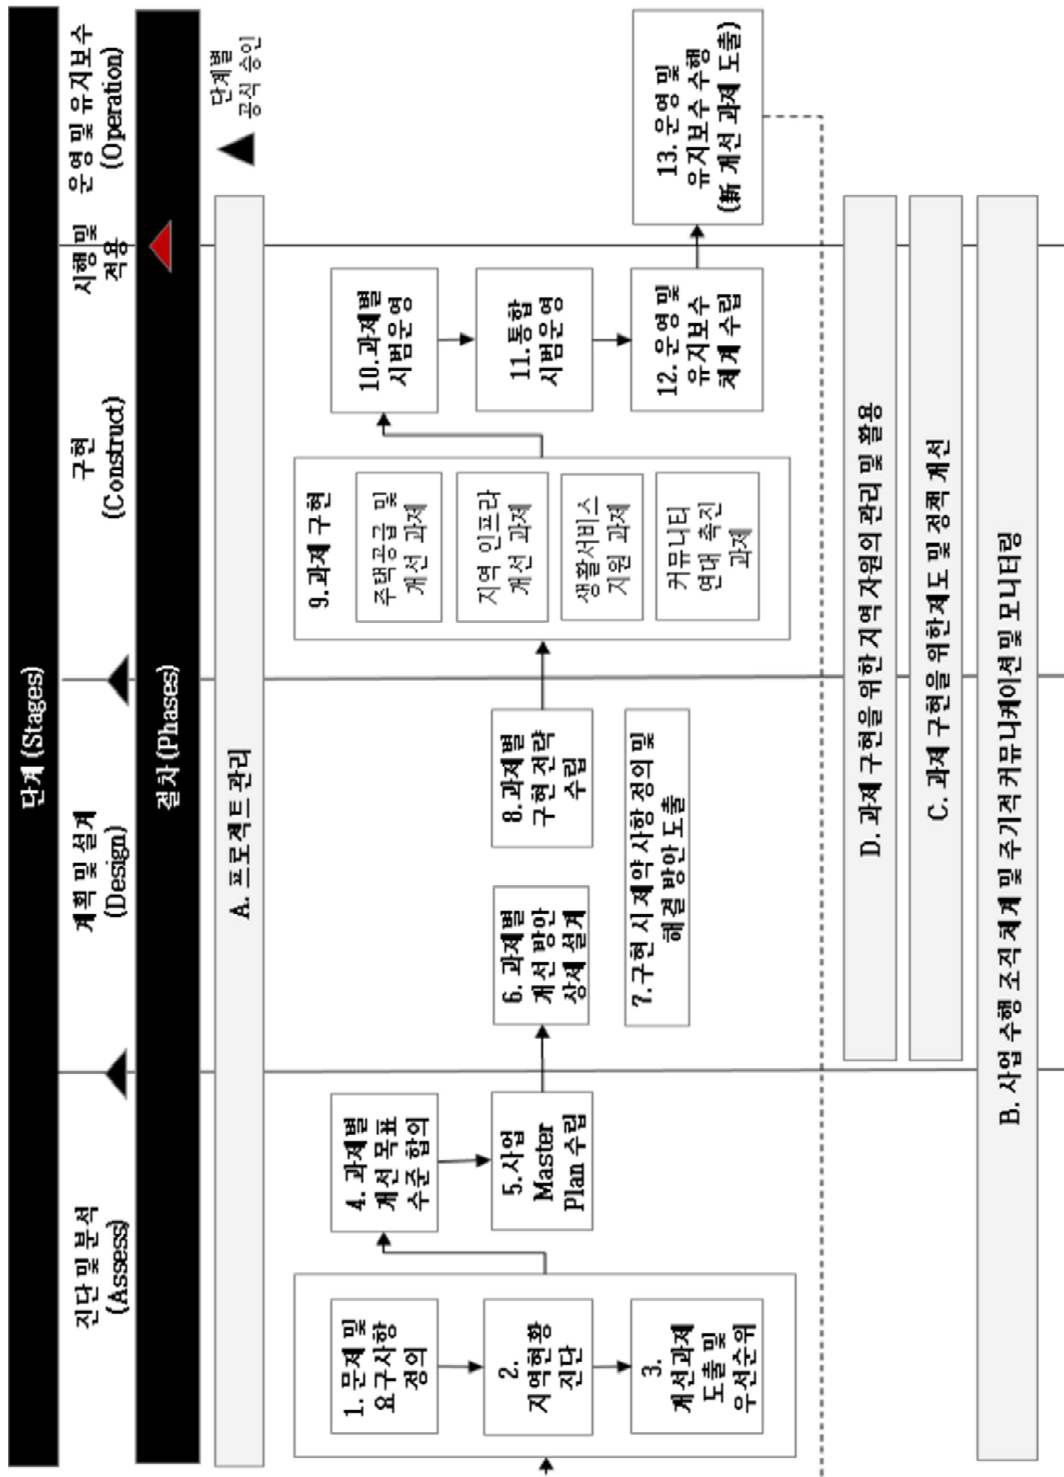 단계 (Stages)
진단 및 분석
(Assess)
계획 및 설계
(Design)
구현
(Construct)
시행 및
적용
운영 및 유지보수
(Operation)
절차 (Phases)
단계별
공식 승인
A. 프로젝트 관리
1. 문제 및
요구사항
정의
2.
지역현황
진단
3.
개선과제
도출 및
우선순위
4. 과제별
개선 목표
수준 합의
5.사업
Master
Plan 수립
6. 과제별
개선 방안
상세 설계
7.구현 시 제약 사항 정의 및
해결 방안 도출
8.과제별
구현 전략
수립
9.과제 구현
주택공급 및
개선 과제
지역 인프라
개선 과제
생활서비스
지원 과제
커뮤니티
연대 촉진
과제
10.과제별
시범운영
11.통합
시범운영
12. 운영 및
유지보수
체계 수립
13. 운영 및
유지보수 수행
(新 개선 과제 도출)
D. 과제 구현을 위한 지역 자원의 관리 및 활용
C. 과제 구현을 위한 제도 및 정책 개선
B. 사업 수행 조직 체계 및 주기적 커뮤니케이션 및 모니터링